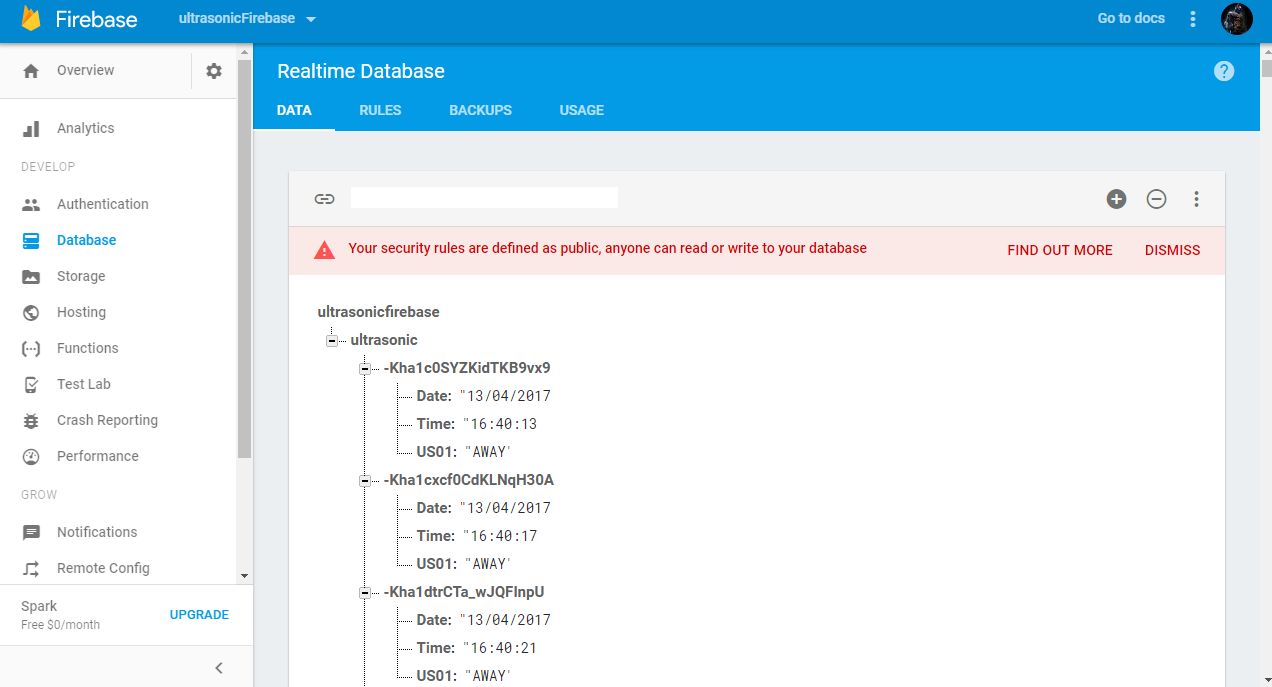 Firebase
ultrasonicFirebase
Go to docs
Overview
Analytics
DEVELOP
Authentication
Database
Storage
Hosting
Functions
Test Lab
Crash Reporting
Performance
GROW
Notifications
Remote Config
Spark
Free $0/month
UPGRADE
Realtime Database
?
DATA RULES BACKUPS USAGE
Your security rules are defined as public, anyone can read or write to your database
FIND OUT MORE DISMISS
ultrasonicfirebase
ultrasonic
-Kha1c0SYZKidTKB9vx9
Date: "13/04/2017
Time: "16:40:13
US01: "AWAY"
-Kha1cxcf0CdKLNqH30A
Date: "13/04/2017
Time: "16:40:17
US01: "AWAY"
-Kha1dtrCTa_wJQFInpU
Date: "13/04/2017
Time: "16:40:21
US01: "AWAY"